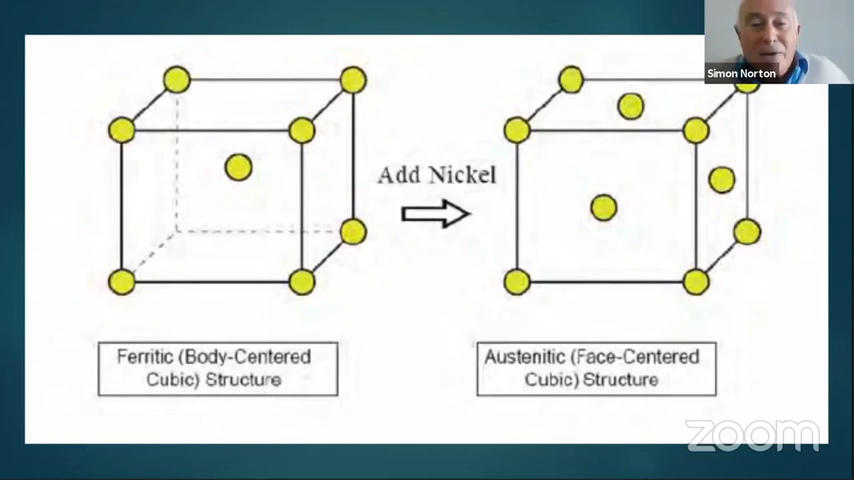 Simon Norton
Add Nickel
Ferritic (Body-Centered
Cubic) Structure
Austenitic (Face-Centered
Cubic) Structure
zoom